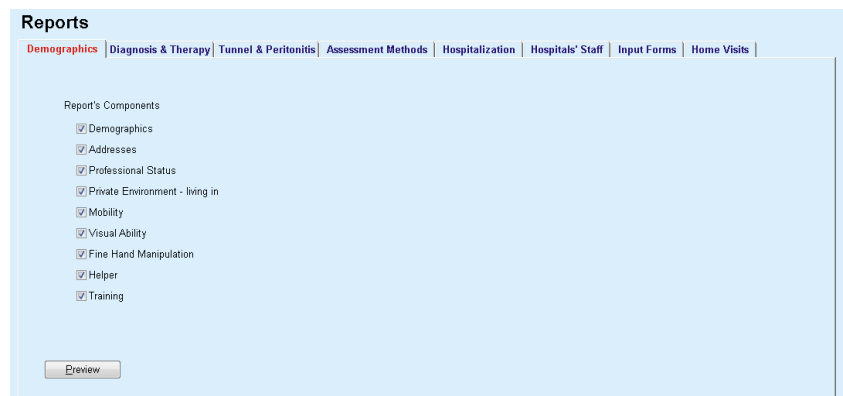 Reports
Demographics Diagnosis & Therapy Tunnel & Peritonitis Assessment Methods Hospitalization Hospitals' Staff Input Forms Home Visits
Report's Components
Demographics
Addresses
Professional Status
Private Environment - living in
Mobility
Visual Ability
Fine Hand Manipulation
Helper
Training
Preview